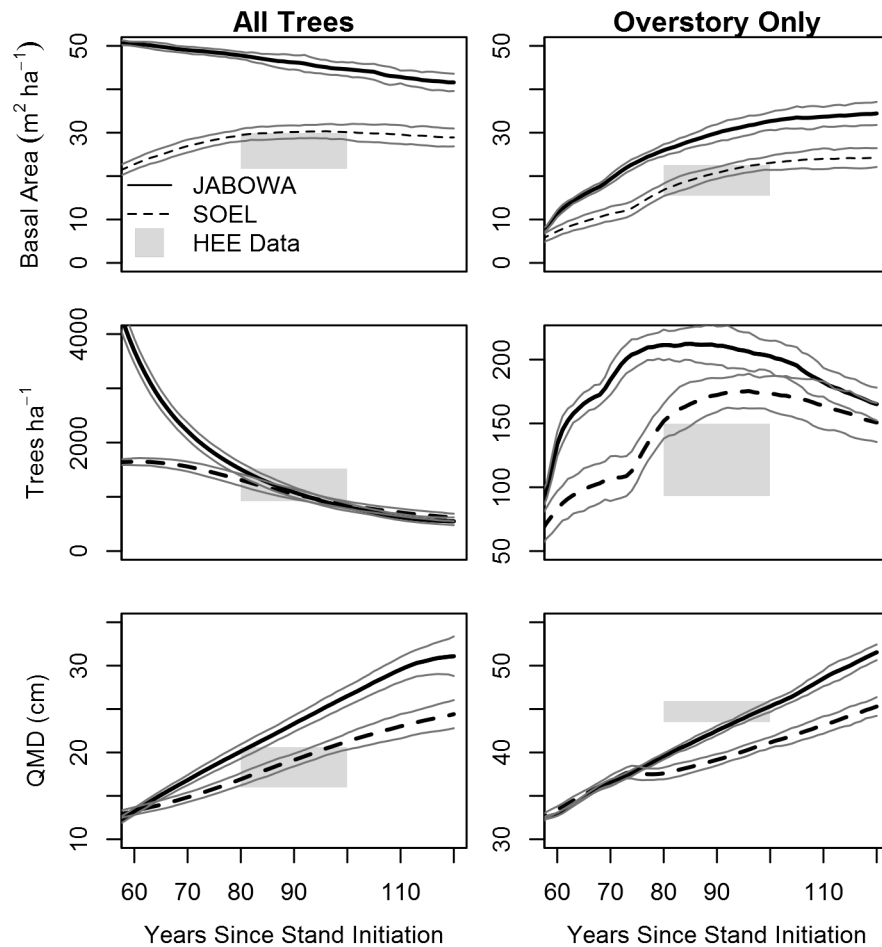 All Trees
Overstory Only
Basal Area (m² ha⁻¹)
50
30
10
0
JABOWA
SOEL
HEE Data
50
30
10
0
Trees ha⁻¹
4000
2000
0
200
150
100
50
QMD (cm)
30
20
10
50
40
30
60 70 80 90 110
60 70 80 90 110
Years Since Stand Initiation
Years Since Stand Initiation